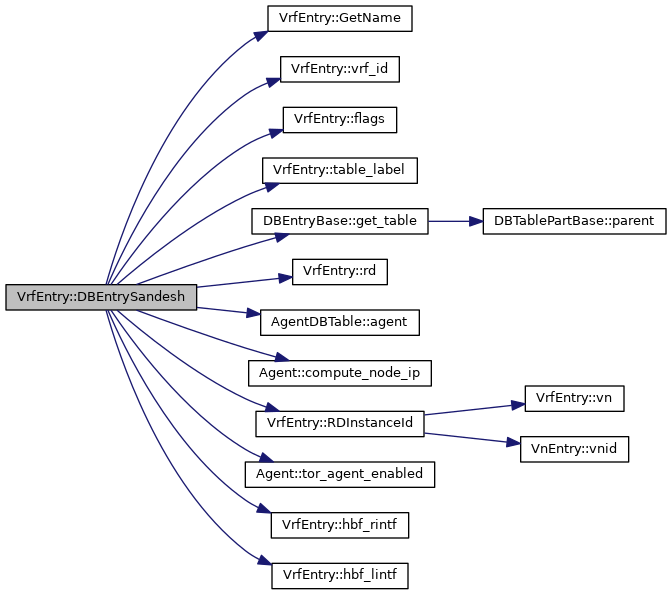 VrfEntry::GetName
VrfEntry::vrf_id
VrfEntry::flags
VrfEntry::table_label
DBEntryBase::get_table
DBTablePartBase::parent
VrfEntry::rd
VrfEntry::DBEntrySandesh
AgentDBTable::agent
Agent::compute_node_ip
VrfEntry::vn
VrfEntry::RDInstanceId
VnEntry::vnid
Agent::tor_agent_enabled
VrfEntry::hbf_rintf
VrfEntry::hbf_lintf